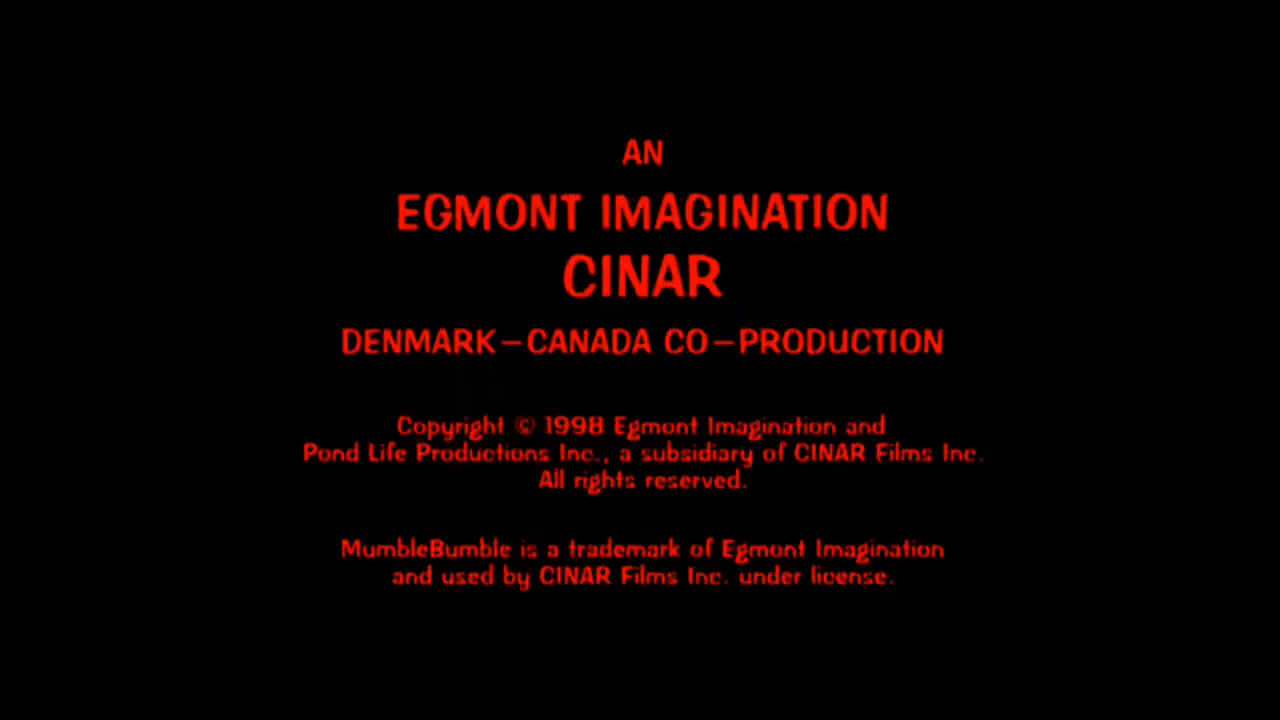 AN
EGMONT IMAGINATION
CINAR
DENMARK–CANADA CO–PRODUCTION
Copyright © 1998 Egmont Imagination and
Pond Life Productions Inc., a subsidiary of CINAR Films Inc.
All rights reserved.
MumbleBumble is a trademark of Egmont Imagination
and used by CINAR Films Inc. under license.